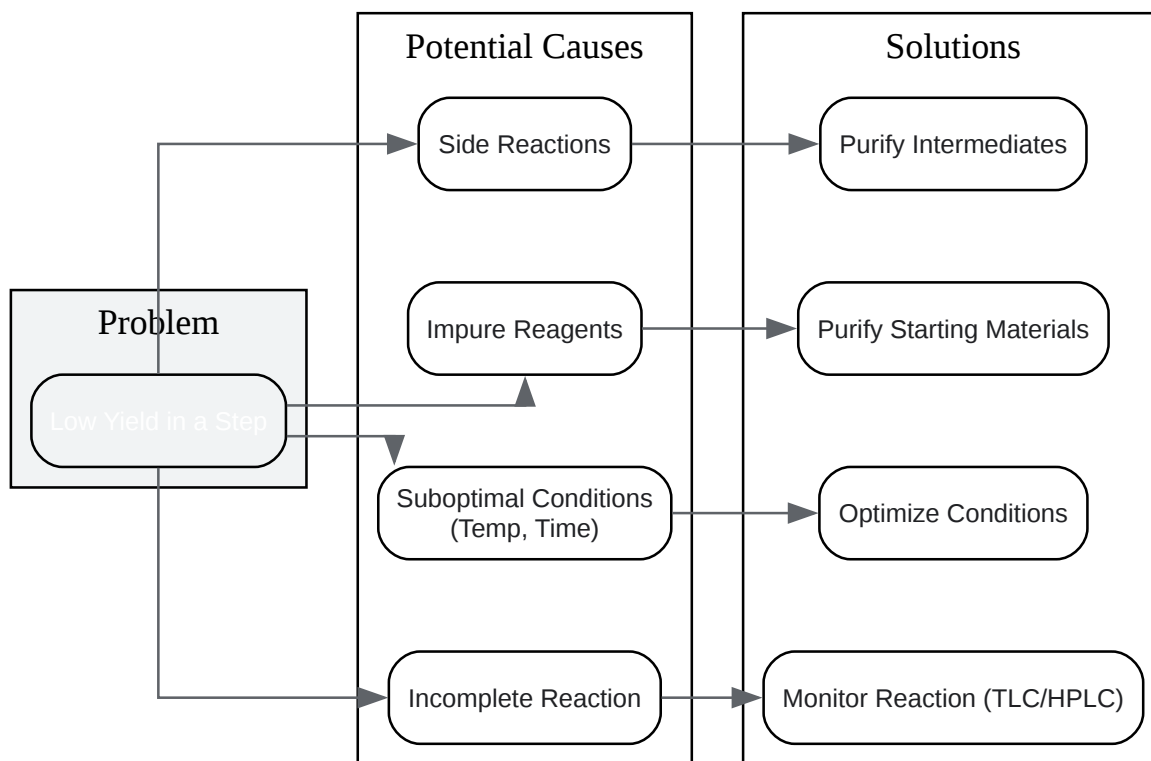 Potential Causes
Solutions
Side Reactions
Purify Intermediates
Problem
Impure Reagents
Purify Starting Materials
Low Yield in a Step
Suboptimal Conditions
(Temp, Time)
Optimize Conditions
Incomplete Reaction
Monitor Reaction (TLC/HPLC)